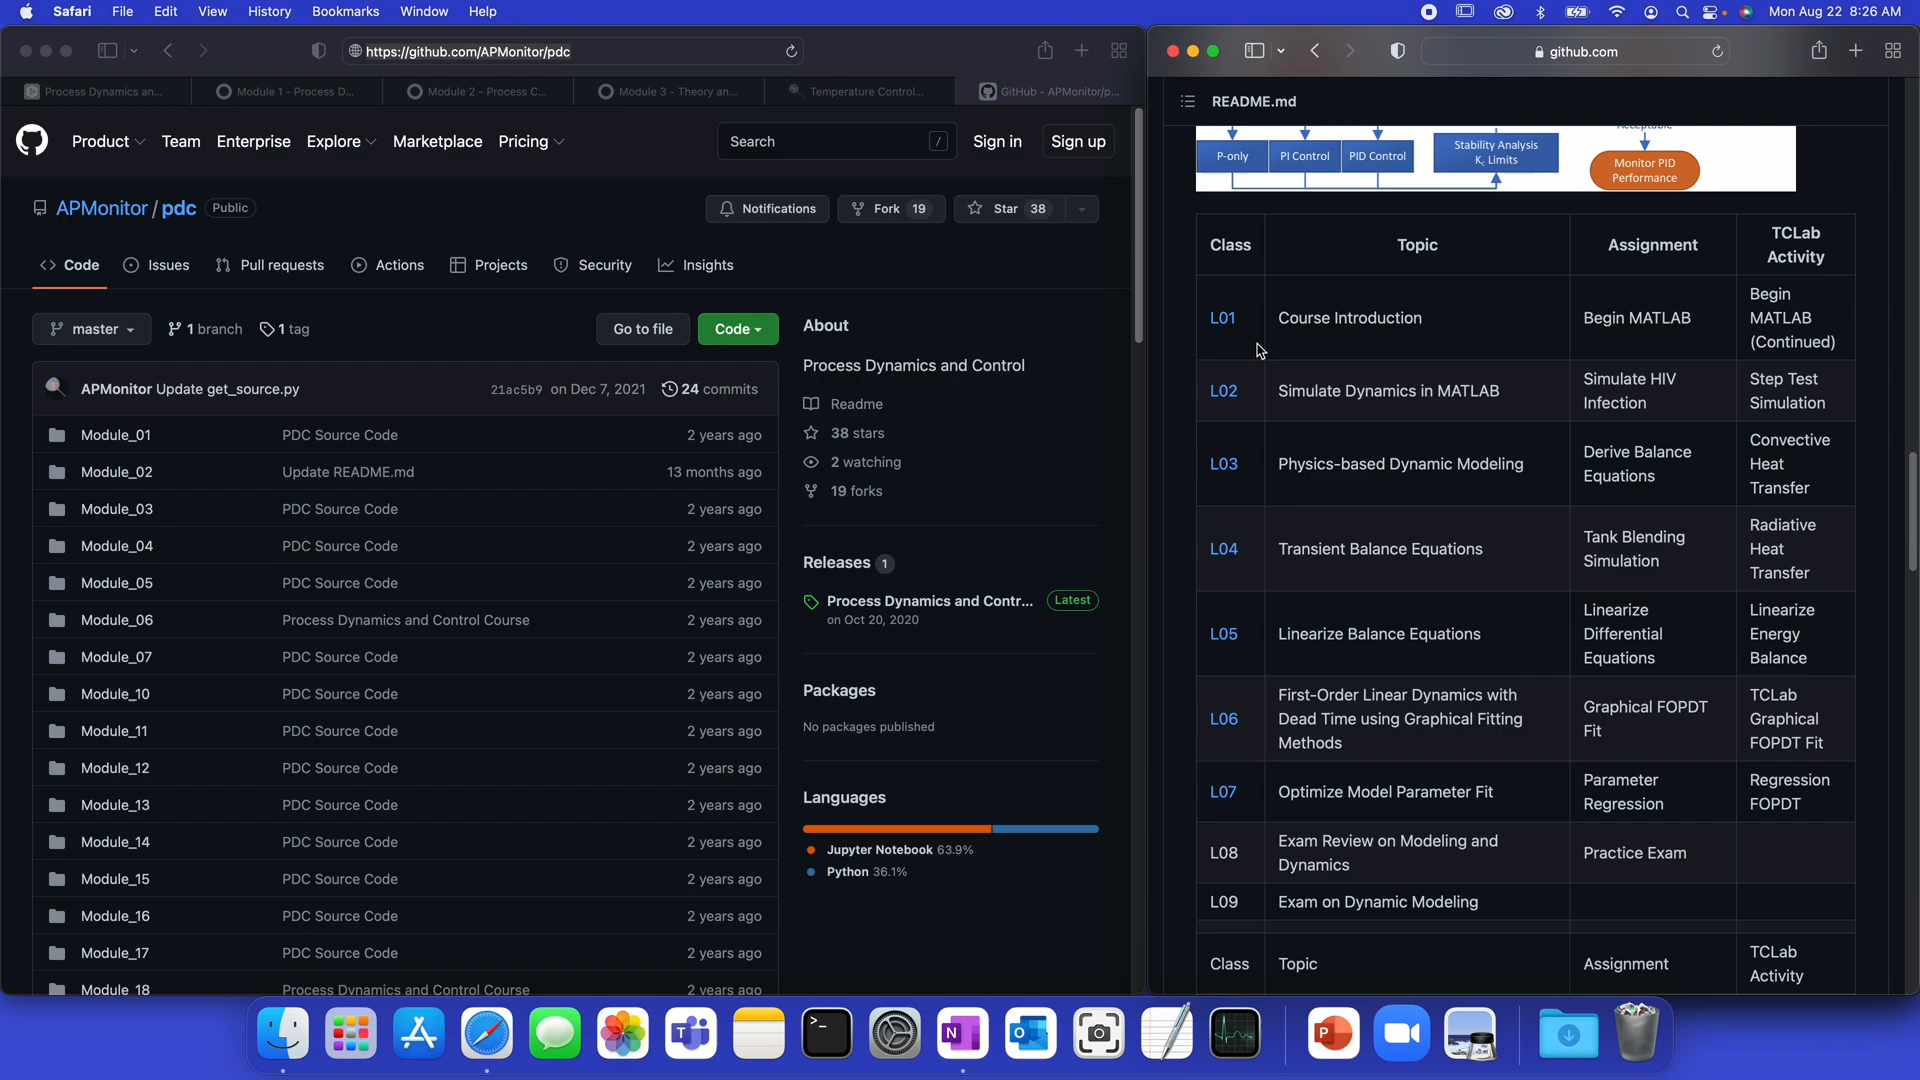 Safari File Edit View History Bookmarks Window Help
Mon Aug 22 8:26 AM
https://github.com/APMonitor/pdc
Process Dynamics an...
Module 1 - Process D...
Module 2 - Process C...
Module 3 - Theory an...
Temperature Control...
GitHub - APMonitor/p...
Product Team Enterprise Explore Marketplace Pricing
Search /
Sign in Sign up
APMonitor / pdc Public
Notifications Fork 19 Star 38
Code Issues Pull requests Actions Projects Security Insights
master 1 branch 1 tag
Go to file Code
APMonitor Update get_source.py 21ac5b9 on Dec 7, 2021 24 commits
Module_01 PDC Source Code 2 years ago
Module_02 Update README.md 13 months ago
Module_03 PDC Source Code 2 years ago
Module_04 PDC Source Code 2 years ago
Module_05 PDC Source Code 2 years ago
Module_06 Process Dynamics and Control Course 2 years ago
Module_07 PDC Source Code 2 years ago
Module_10 PDC Source Code 2 years ago
Module_11 PDC Source Code 2 years ago
Module_12 PDC Source Code 2 years ago
Module_13 PDC Source Code 2 years ago
Module_14 PDC Source Code 2 years ago
Module_15 PDC Source Code 2 years ago
Module_16 PDC Source Code 2 years ago
Module_17 PDC Source Code 2 years ago
Module_18 Process Dynamics and Control Course 2 years ago
About
Process Dynamics and Control
Readme
38 stars
2 watching
19 forks
Releases 1
Process Dynamics and Contr... Latest
on Oct 20, 2020
Packages
No packages published
Languages
Jupyter Notebook 63.9%
Python 36.1%
github.com
README.md
Acceptable
P-only
PI Control
PID Control
Stability Analysis
Kc Limits
Monitor PID
Performance
Class
Topic
Assignment
TCLab
Activity
L01
Course Introduction
Begin MATLAB
Begin
MATLAB
(Continued)
L02
Simulate Dynamics in MATLAB
Simulate HIV
Infection
Step Test
Simulation
L03
Physics-based Dynamic Modeling
Derive Balance
Equations
Convective
Heat
Transfer
L04
Transient Balance Equations
Tank Blending
Simulation
Radiative
Heat
Transfer
L05
Linearize Balance Equations
Linearize
Differential
Equations
Linearize
Energy
Balance
L06
First-Order Linear Dynamics with
Dead Time using Graphical Fitting
Methods
Graphical FOPDT
Fit
TCLab
Graphical
FOPDT Fit
L07
Optimize Model Parameter Fit
Parameter
Regression
Regression
FOPDT
L08
Exam Review on Modeling and
Dynamics
Practice Exam
L09
Exam on Dynamic Modeling
Class
Topic
Assignment
TCLab
Activity